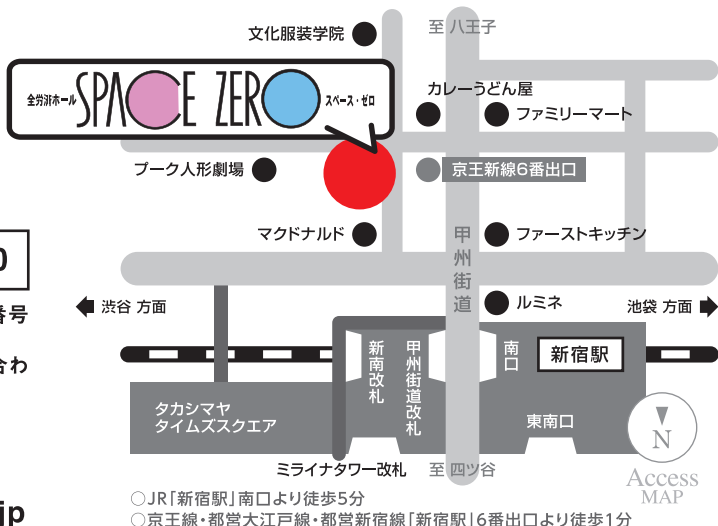 文化服装学院
至 八王子
全労済ホール SPACE ZERO スペース・ゼロ
カレーうどん屋
ファミリーマート
プーク人形劇場
京王新線6番出口
マクドナルド
甲州街道
ファーストキッチン
0
番号
渋谷 方面
ルミネ
池袋 方面
合わ
新南改札
甲州街道改札
南口
新宿駅
タカシマヤ
タイムズスクエア
東南口
N
ミライナタワー改札
至 四ツ谷
Access
MAP
jp
○JR「新宿駅」南口より徒歩5分
○京王線・都営大江戸線・都営新宿線「新宿駅」6番出口より徒歩1分